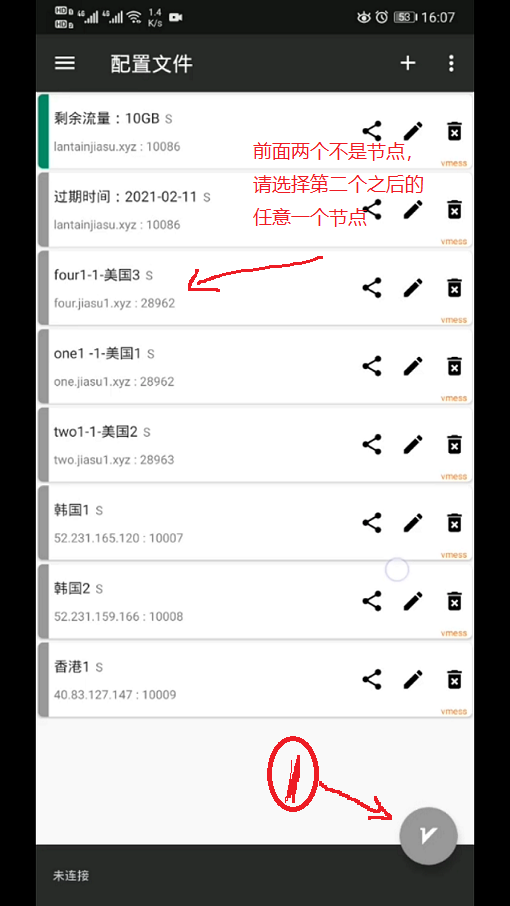 HD 4G 4G 1.4 K/s 53 16:07
HD
配置文件
剩余流量：10GB S
lantainjiasu.xyz : 10086
vmess
前面两个不是节点，
请选择第二个之后的
任意一个节点
过期时间：2021-02-11 S
lantainjiasu.xyz : 10086
vmess
four1-1-美国3 S
four.jiasu1.xyz : 28962
vmess
one1 -1-美国1 S
one.jiasu1.xyz : 28962
vmess
two1-1-美国2 S
two.jiasu1.xyz : 28963
vmess
韩国1 S
52.231.165.120 : 10007
vmess
韩国2 S
52.231.159.166 : 10008
vmess
香港1 S
40.83.127.147 : 10009
vmess
1
V
未连接